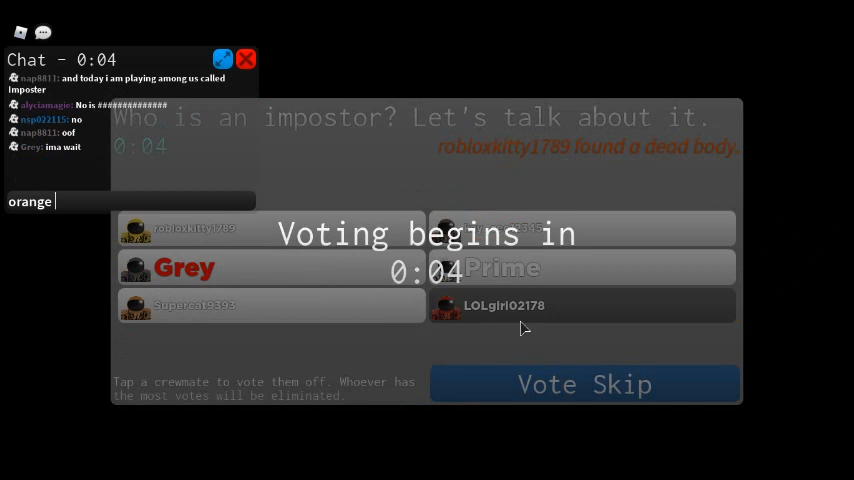 Chat - 0:04
nap8811: and today i am playing among us called
Imposter
alyciamagie: No is ##############
nsp022115: no
nap8811: oof
Grey: ima wait
orange
Who is an impostor? Let's talk about it.
0:04
robloxkitty1789 found a dead body.
robloxkitty1789
Voting begins in
0:04
Grey
Prime
Supercat9393
LOLgirl02178
Tap a crewmate to vote them off. Whoever has
the most votes will be eliminated.
Vote Skip